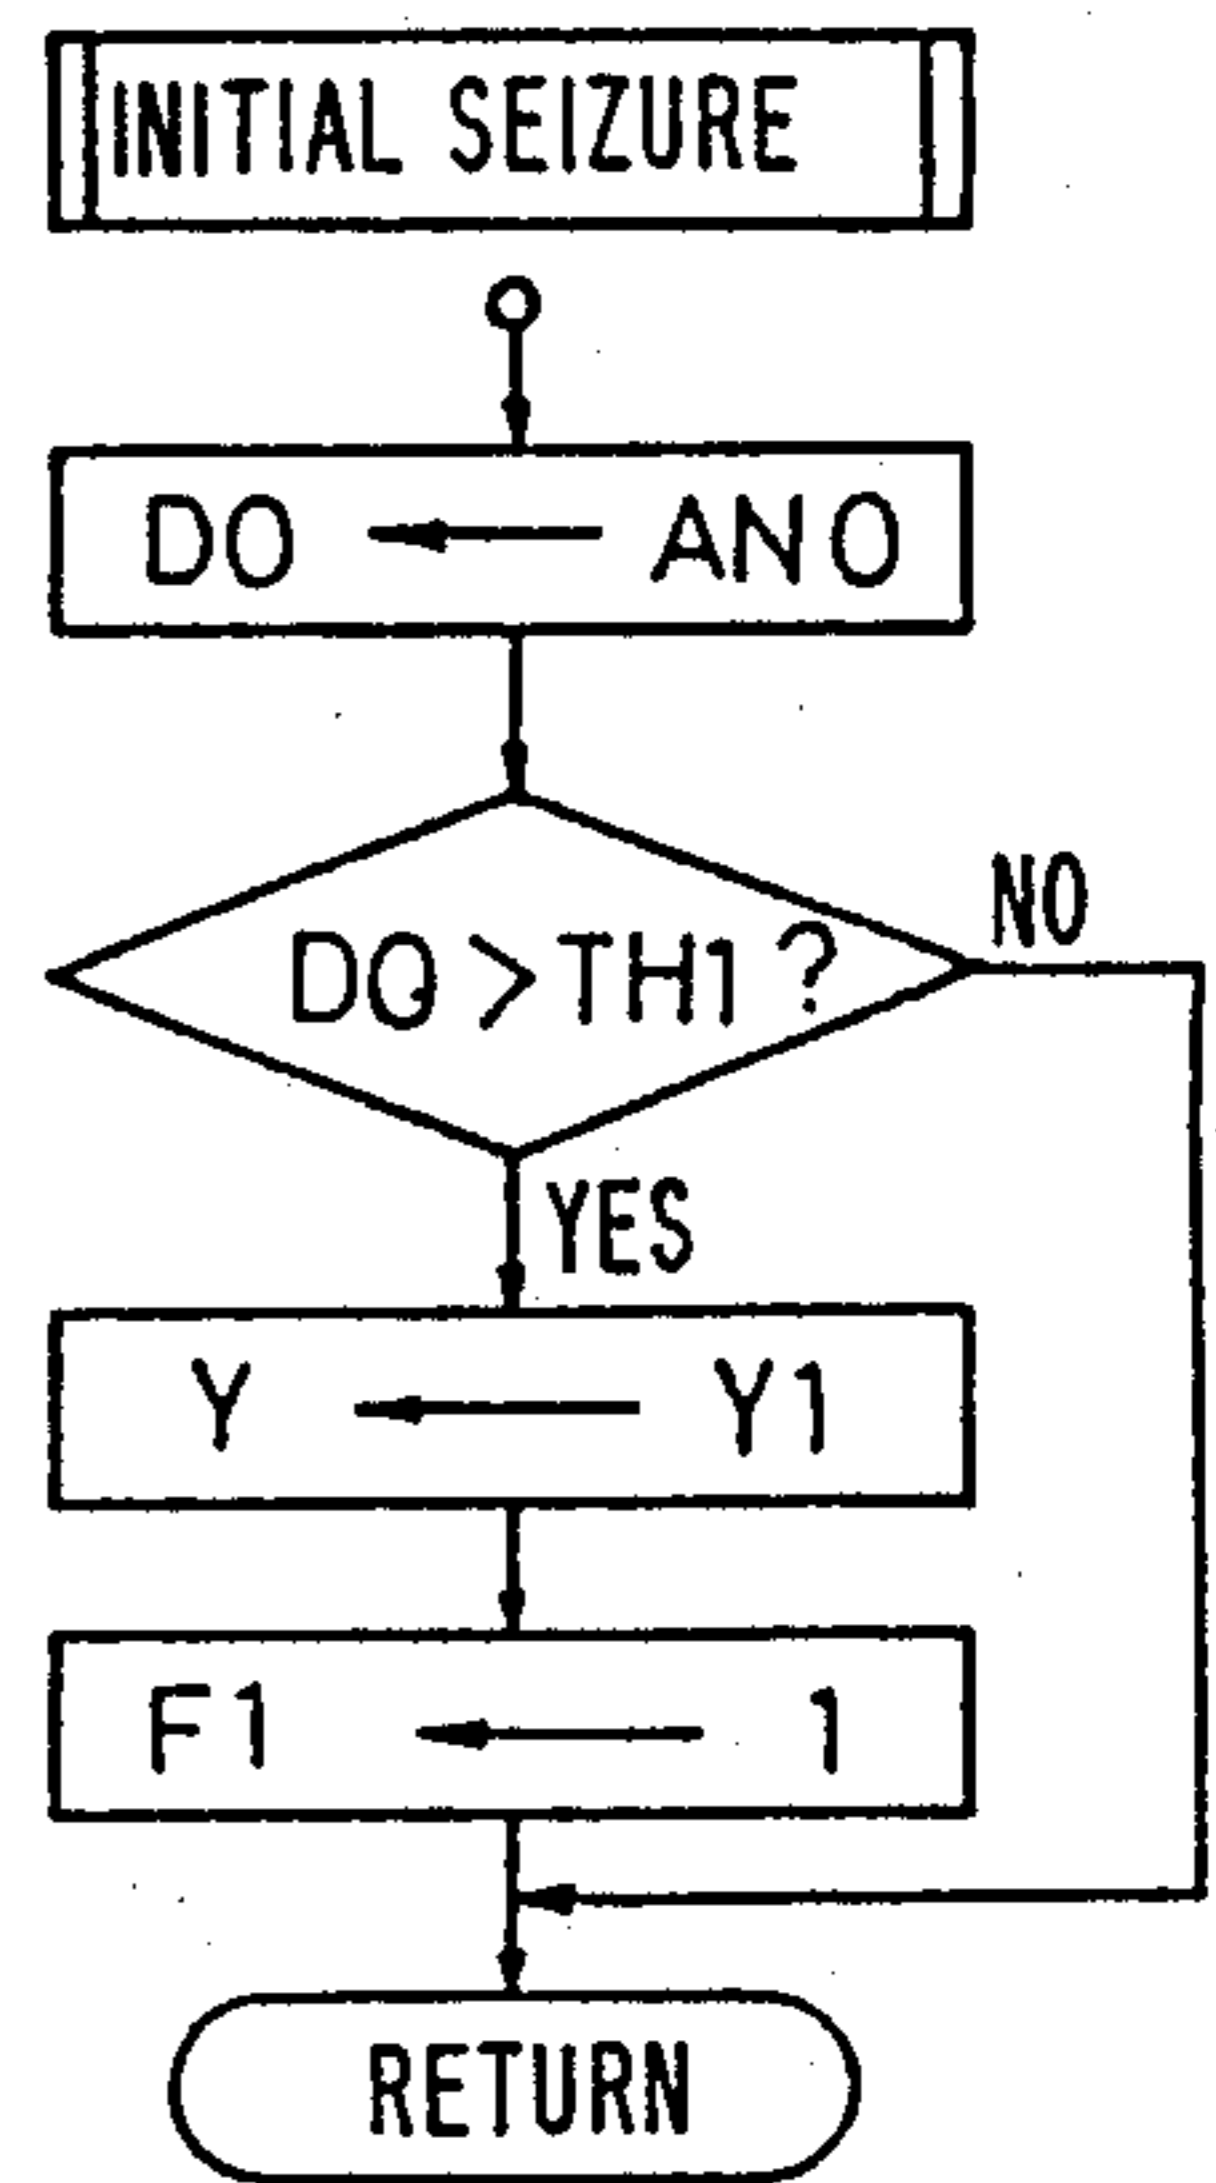 INITIAL SEIZURE
DO ← ANO
DO > TH1 ?
NO
YES
Y ← Y1
F1 ← 1
RETURN